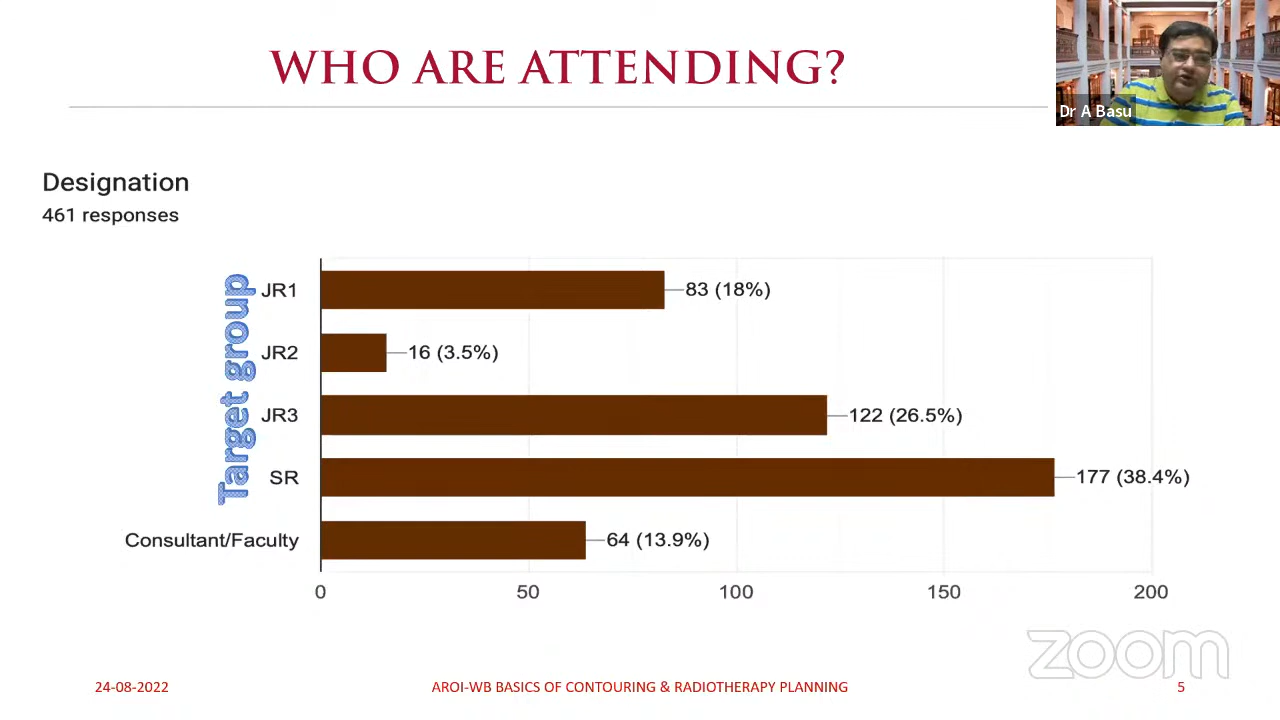 WHO ARE ATTENDING?
Dr A Basu
Designation
461 responses
Target group
JR1
83 (18%)
JR2
16 (3.5%)
JR3
122 (26.5%)
SR
177 (38.4%)
Consultant/Faculty
64 (13.9%)
0 50 100 150 200
zoom
24-08-2022 AROI-WB BASICS OF CONTOURING & RADIOTHERAPY PLANNING 5